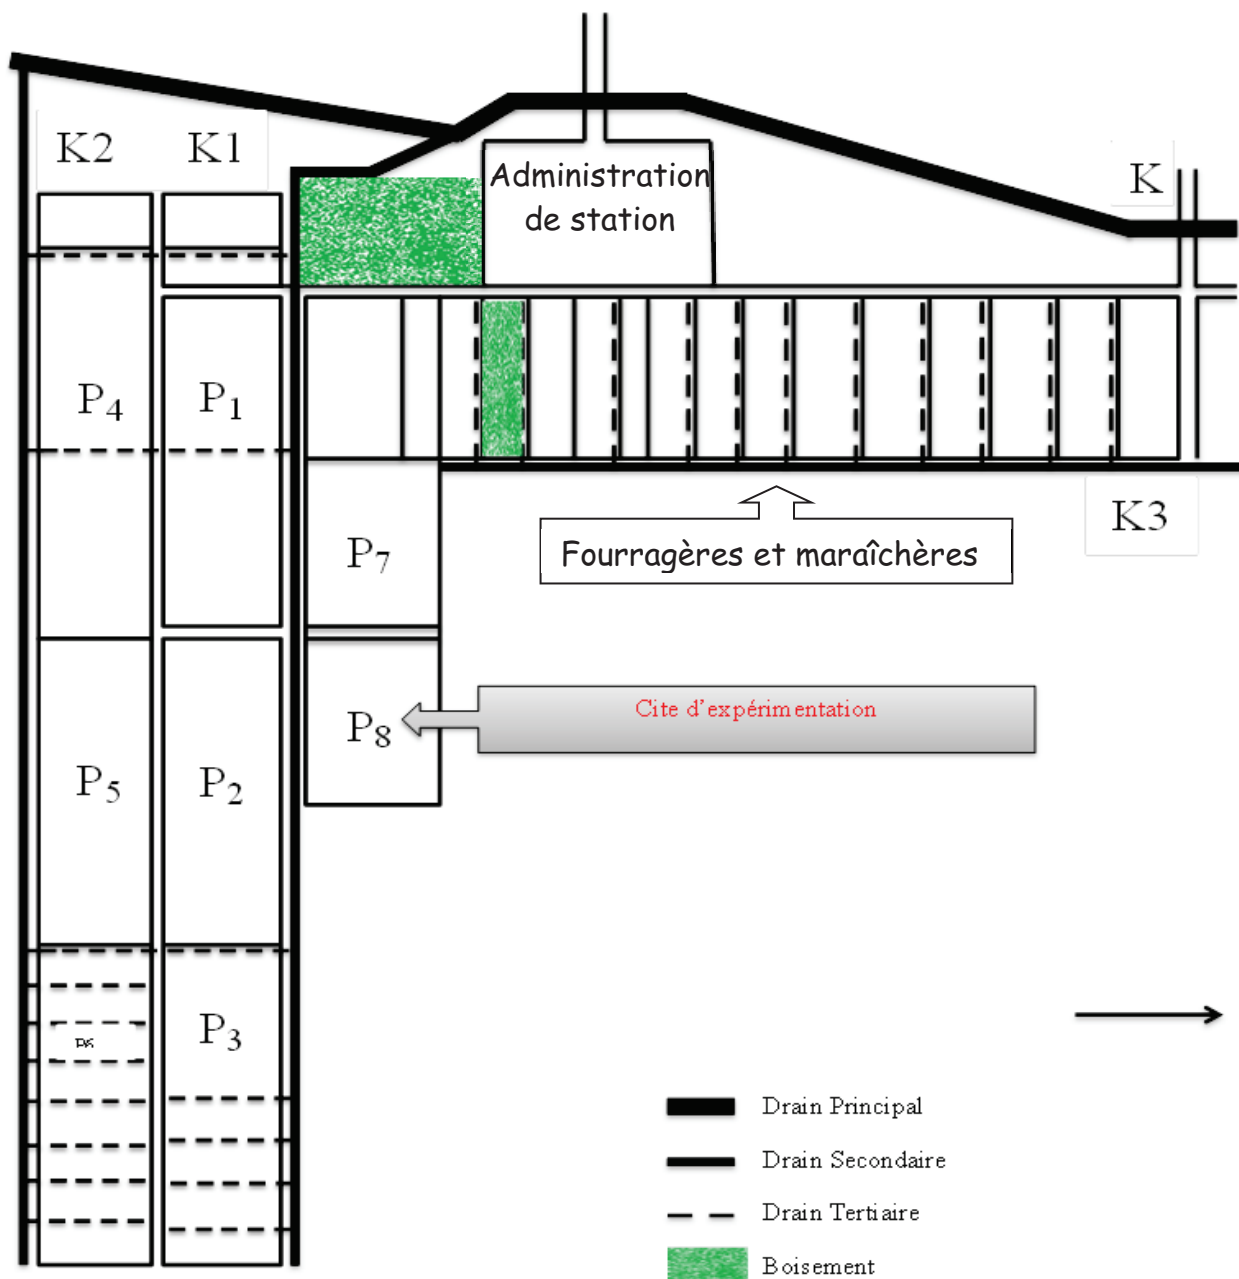 K2
K1
Administration
de station
K
P4
P1
K3
P7
Fourragères et maraîchères
P8
Cite d'expérimentation
P5
P2
P3
P6
Drain Principal
Drain Secondaire
Drain Tertiaire
Boisement